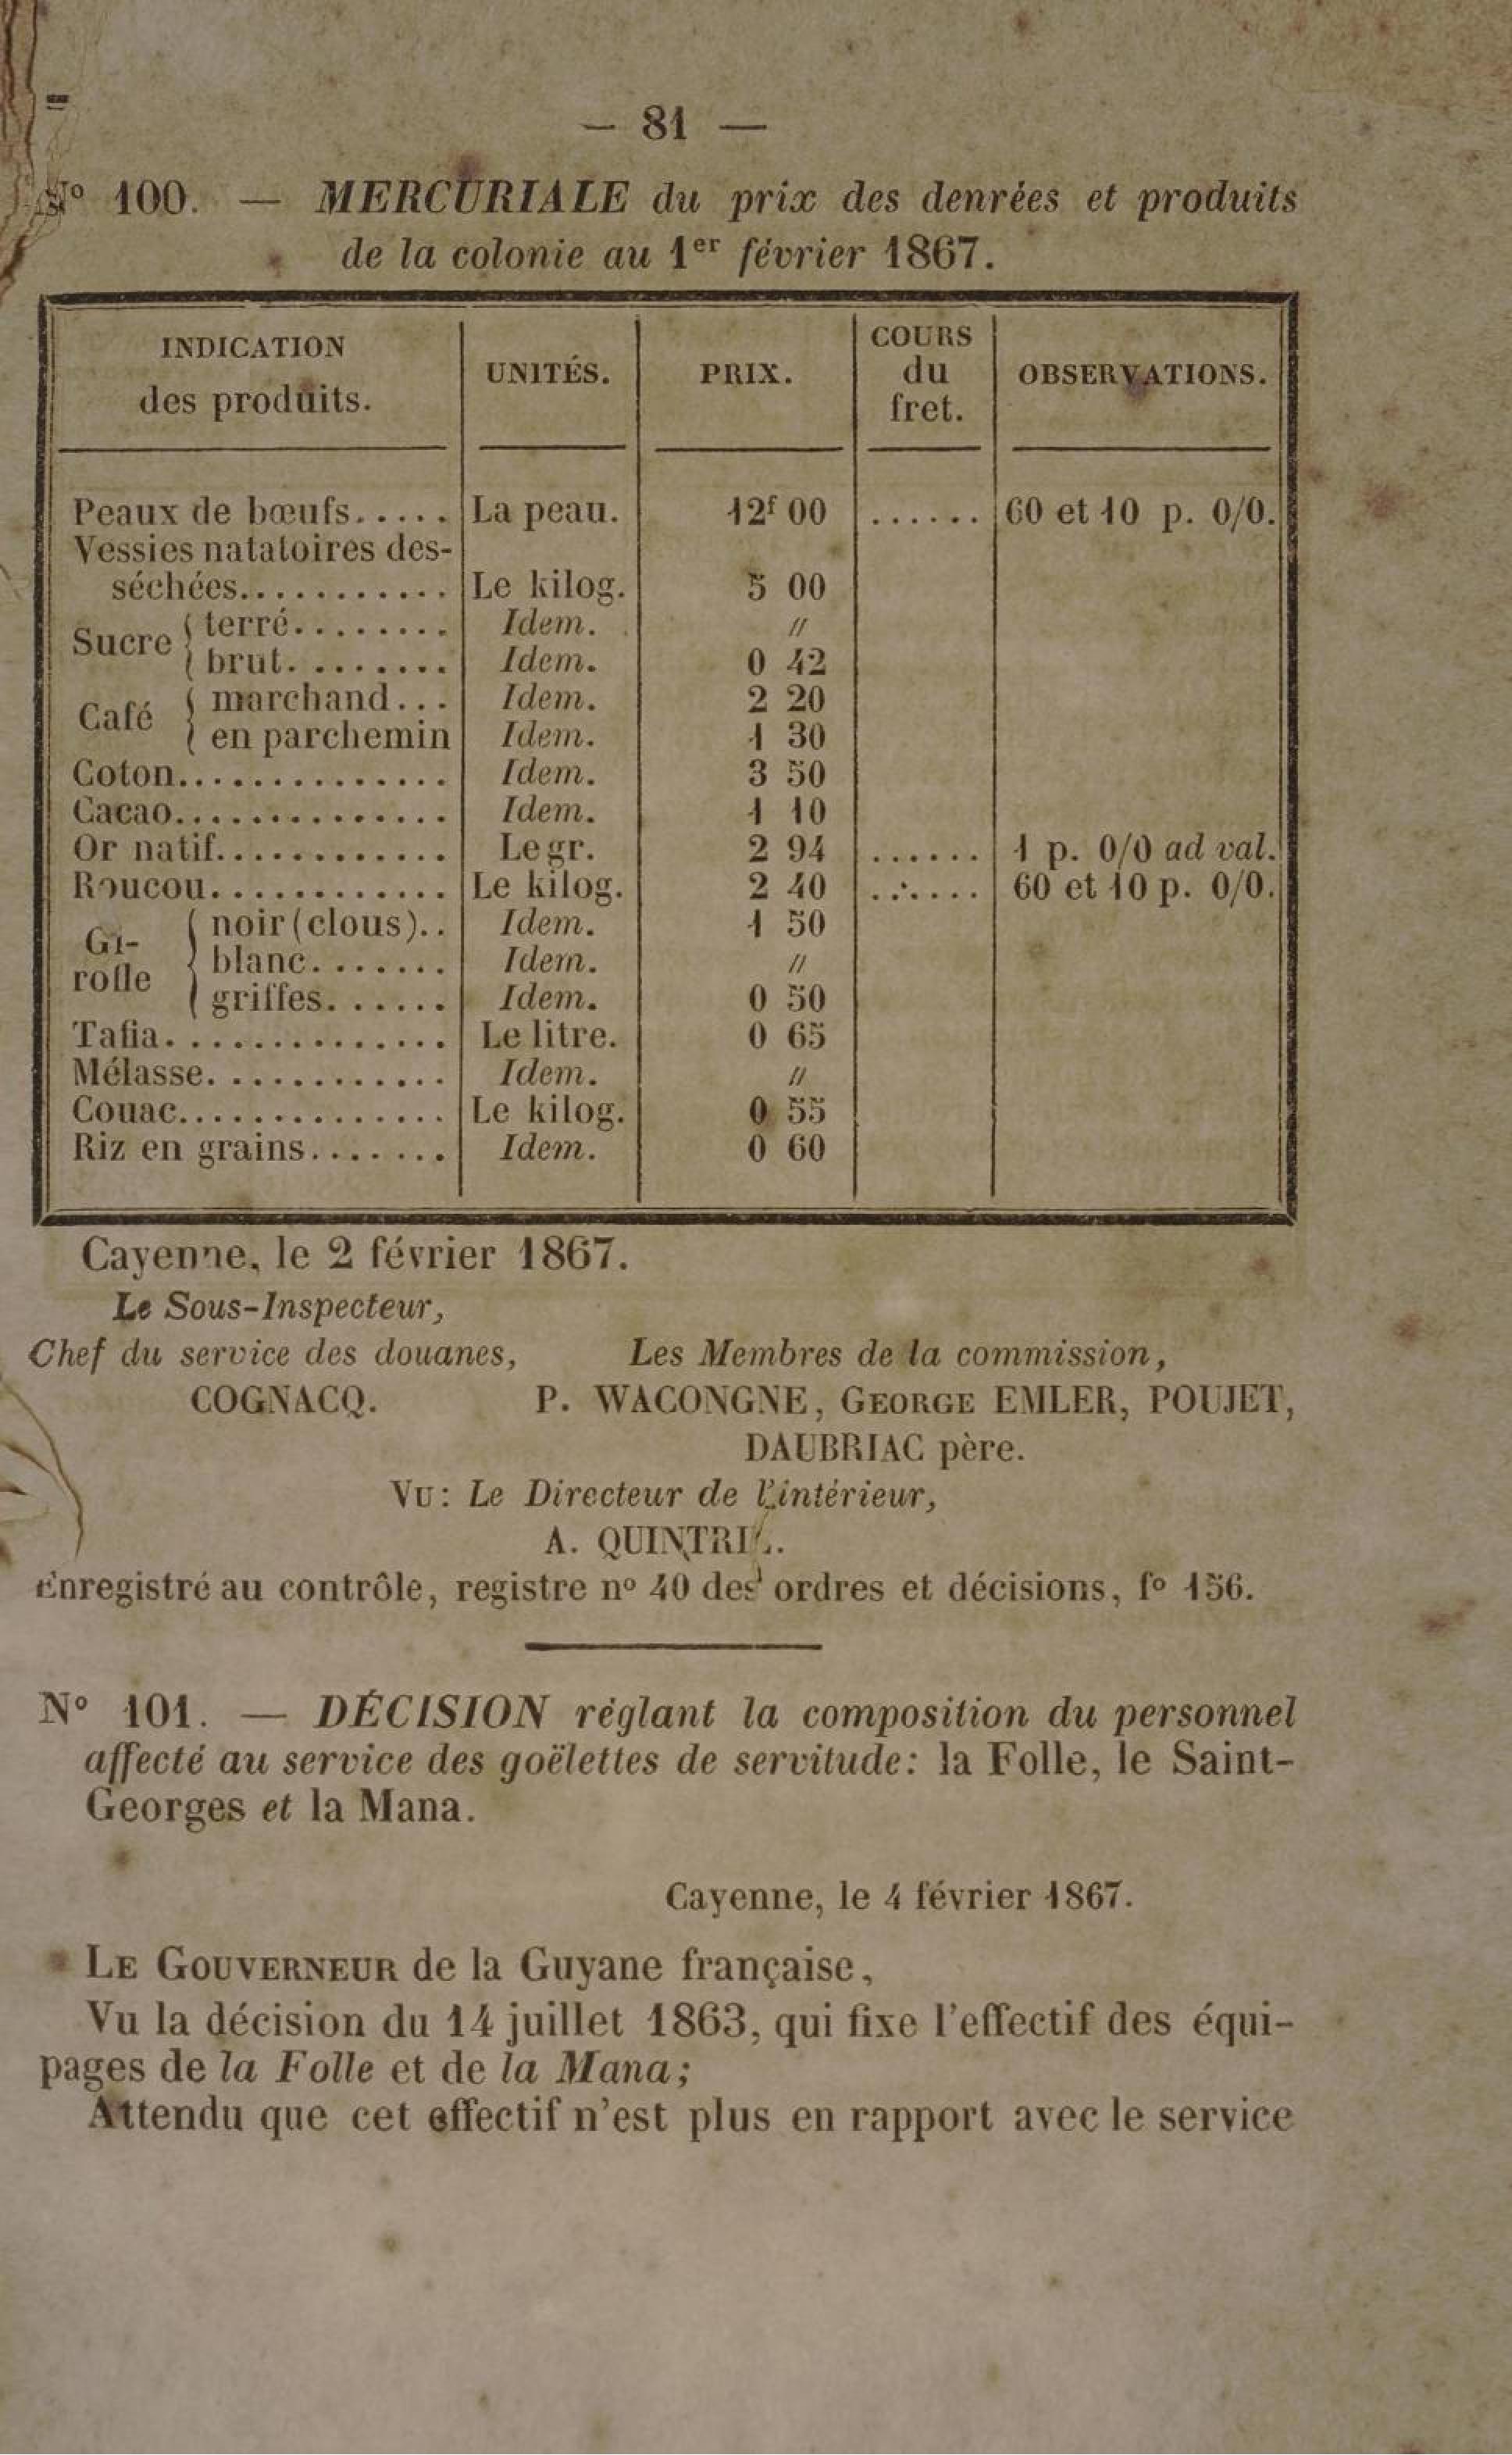 — 81 —
N° 100. — MERCURIALE du prix des denrées et produits
de la colonie au 1er février 1867.
INDICATION des produits. UNITÉS. PRIX. COURS du fret. OBSERVATIONS.
Peaux de bœufs..... La peau. 12f 00 ...... 60 et 10 p. 0/0.
Vessies natatoires des-
séchées........... Le kilog. 5 00
Sucre { terré........ Idem. //
{ brut........ Idem. 0 42
Café { marchand... Idem. 2 20
{ en parchemin Idem. 1 30
Coton.............. Idem. 3 50
Cacao.............. Idem. 1 10
Or natif............ Le gr. 2 94 ...... 1 p. 0/0 ad val.
Roucou............ Le kilog. 2 40 ...... 60 et 10 p. 0/0.
Gi-rofle { noir (clous).. Idem. 1 50
{ blanc....... Idem. //
{ griffes...... Idem. 0 50
Tafia............... Le litre. 0 65
Mélasse............ Idem. //
Couac.............. Le kilog. 0 55
Riz en grains....... Idem. 0 60
Cayenne, le 2 février 1867.
Le Sous-Inspecteur,
Chef du service des douanes, Les Membres de la commission,
COGNACQ. P. WACONGNE, GEORGE EMLER, POUJET,
DAUBRIAC père.
VU: Le Directeur de l'intérieur,
A. QUINTRIE.
Enregistré au contrôle, registre n° 40 des ordres et décisions, f° 156.
N° 101. — DÉCISION réglant la composition du personnel
affecté au service des goëlettes de servitude: la Folle, le Saint-
Georges et la Mana.
Cayenne, le 4 février 1867.
LE GOUVERNEUR de la Guyane française,
Vu la décision du 14 juillet 1863, qui fixe l'effectif des équi-
pages de la Folle et de la Mana;
Attendu que cet effectif n'est plus en rapport avec le service